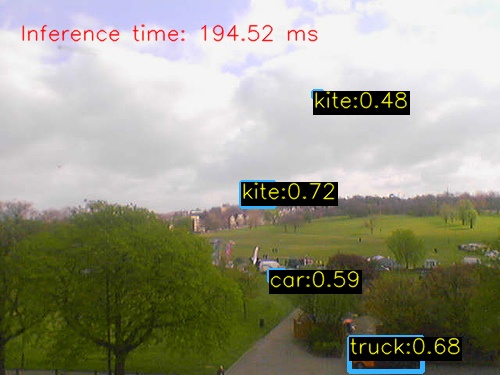 Inference time: 194.52 ms
kite:0.48
kite:0.72
car:0.59
truck:0.68